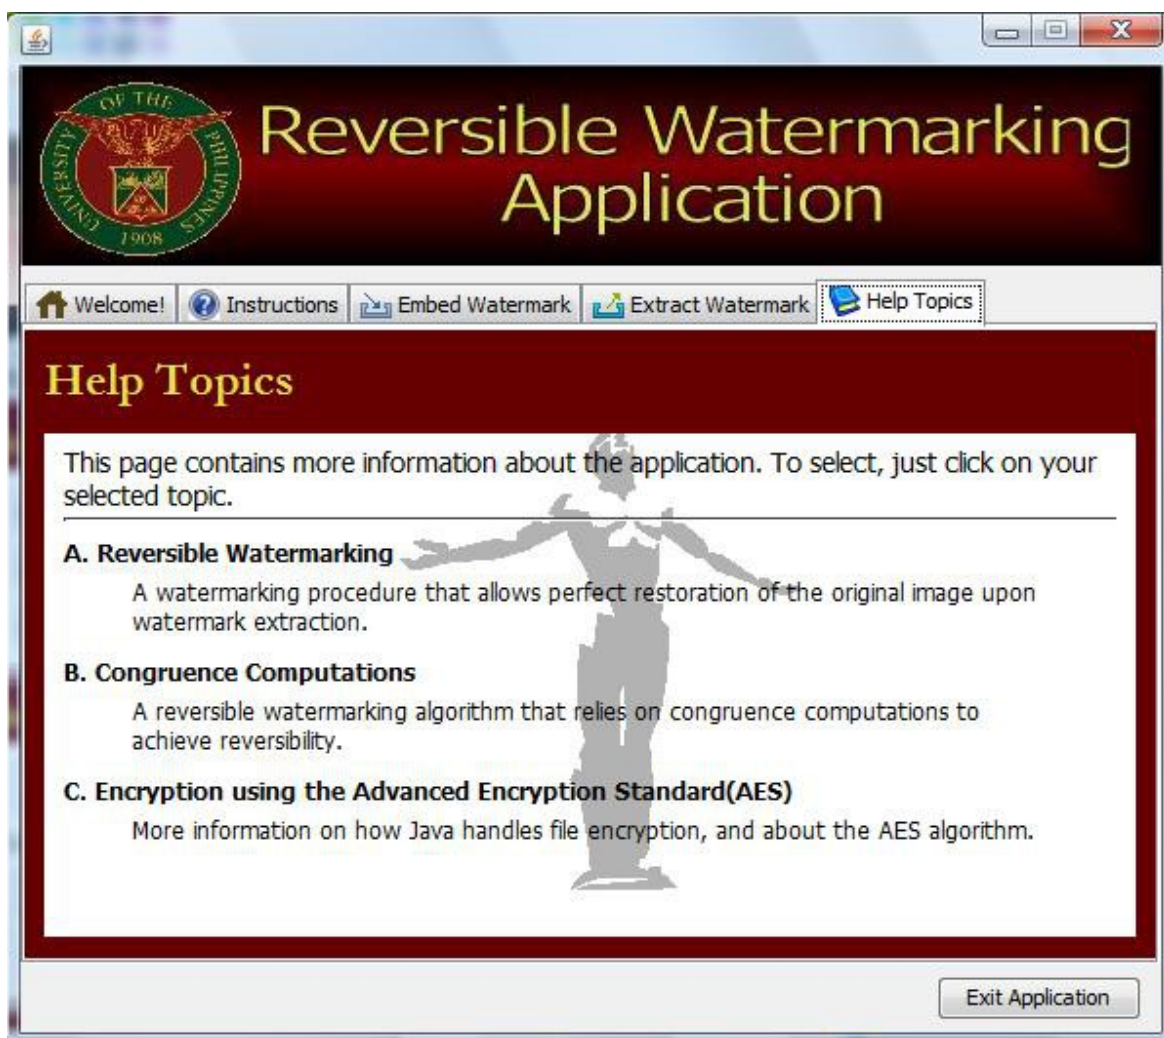 UNIVERSITY OF THE PHILIPPINES
1908
Reversible Watermarking
Application
Welcome! Instructions Embed Watermark Extract Watermark Help Topics
Help Topics
This page contains more information about the application. To select, just click on your
selected topic.
A. Reversible Watermarking
A watermarking procedure that allows perfect restoration of the original image upon
watermark extraction.
B. Congruence Computations
A reversible watermarking algorithm that relies on congruence computations to
achieve reversibility.
C. Encryption using the Advanced Encryption Standard(AES)
More information on how Java handles file encryption, and about the AES algorithm.
Exit Application